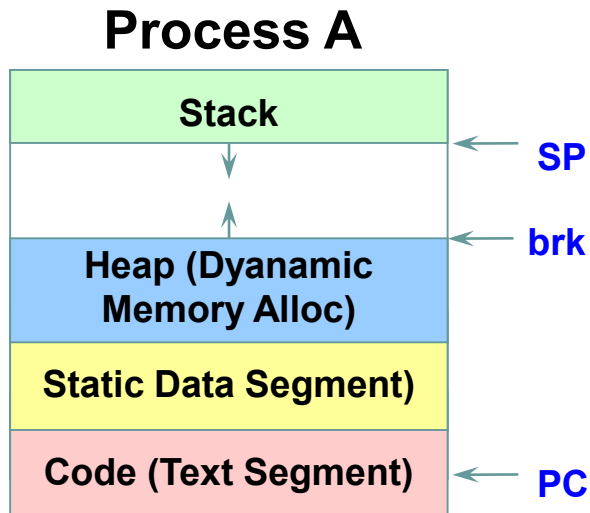 Process A
Stack
SP
brk
Heap (Dyanamic
Memory Alloc)
Static Data Segment)
Code (Text Segment)
PC